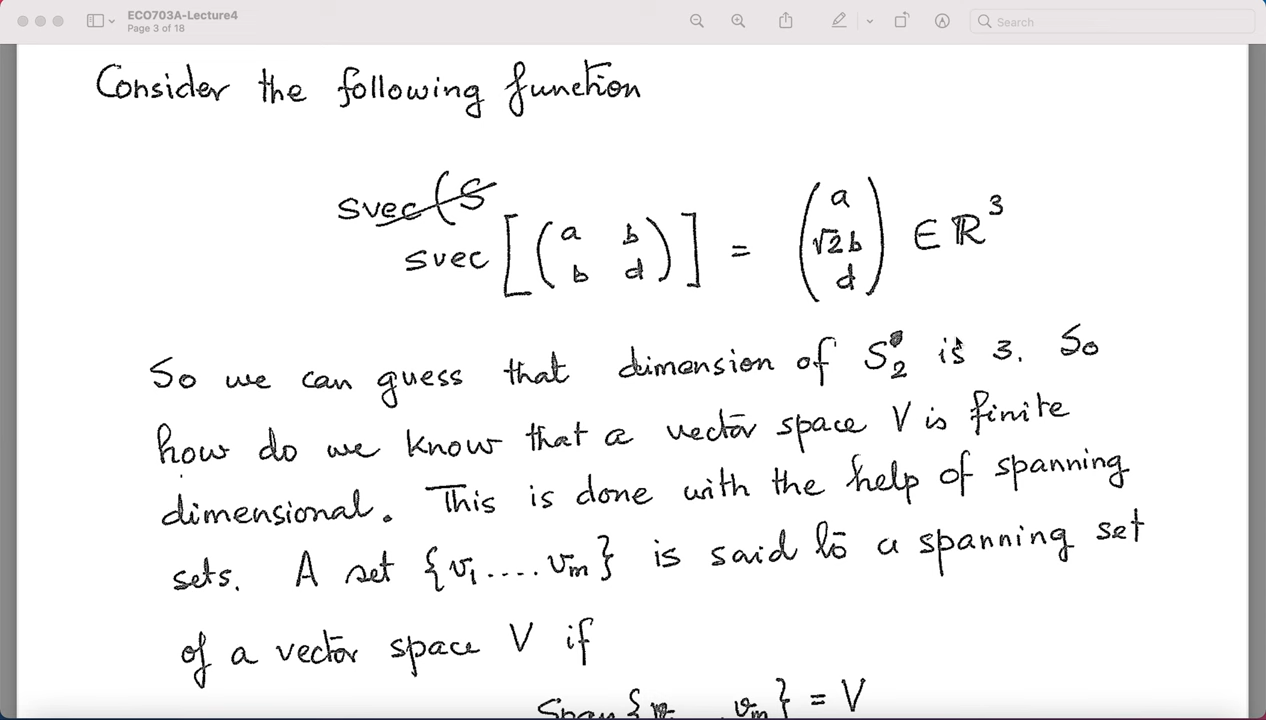 ECO703A-Lecture4
Page 3 of 18
Search
Consider the following function
svec (S
svec [ ( a b
b d ) ] = ( a
√2b
d ) ∈ ℝ³
So we can guess that dimension of S₂ is 3. So
how do we know that a vector space V is finite
dimensional. This is done with the help of spanning
sets. A set {v₁ .... vₘ} is said to a spanning set
of a vector space V if
Span { vₘ} = V